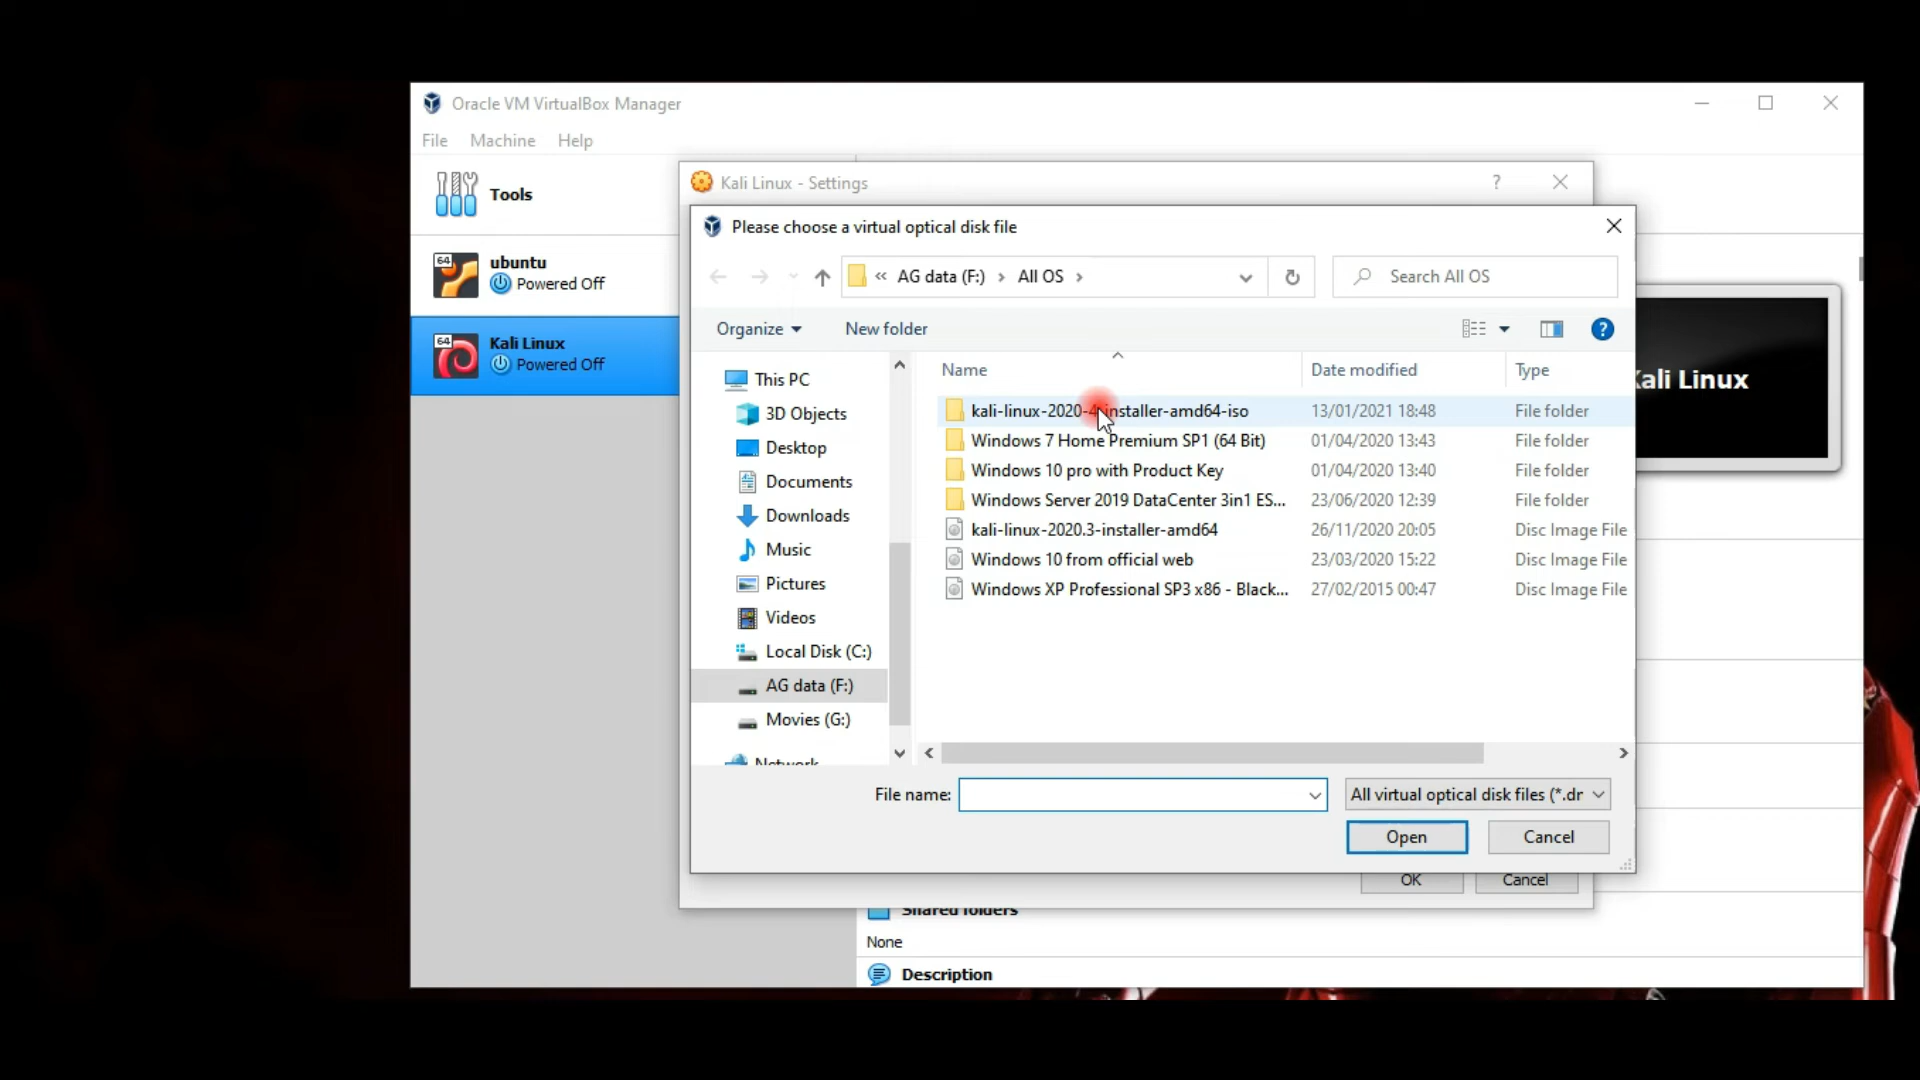 Oracle VM VirtualBox Manager
File Machine Help
Tools
64 ubuntu
Powered Off
64 Kali Linux
Powered Off
Kali Linux - Settings ?
Please choose a virtual optical disk file
« AG data (F:) › All OS ›
Search All OS
Organize New folder ?
This PC
3D Objects
Desktop
Documents
Downloads
Music
Pictures
Videos
Local Disk (C:)
AG data (F:)
Movies (G:)
Network
Name Date modified Type
kali-linux-2020-4-installer-amd64-iso 13/01/2021 18:48 File folder
Windows 7 Home Premium SP1 (64 Bit) 01/04/2020 13:43 File folder
Windows 10 pro with Product Key 01/04/2020 13:40 File folder
Windows Server 2019 DataCenter 3in1 ES... 23/06/2020 12:39 File folder
kali-linux-2020.3-installer-amd64 26/11/2020 20:05 Disc Image File
Windows 10 from official web 23/03/2020 15:22 Disc Image File
Windows XP Professional SP3 x86 - Black... 27/02/2015 00:47 Disc Image File
File name: All virtual optical disk files (*.dr
Open Cancel
OK Cancel
Kali Linux
Shared folders
None
Description